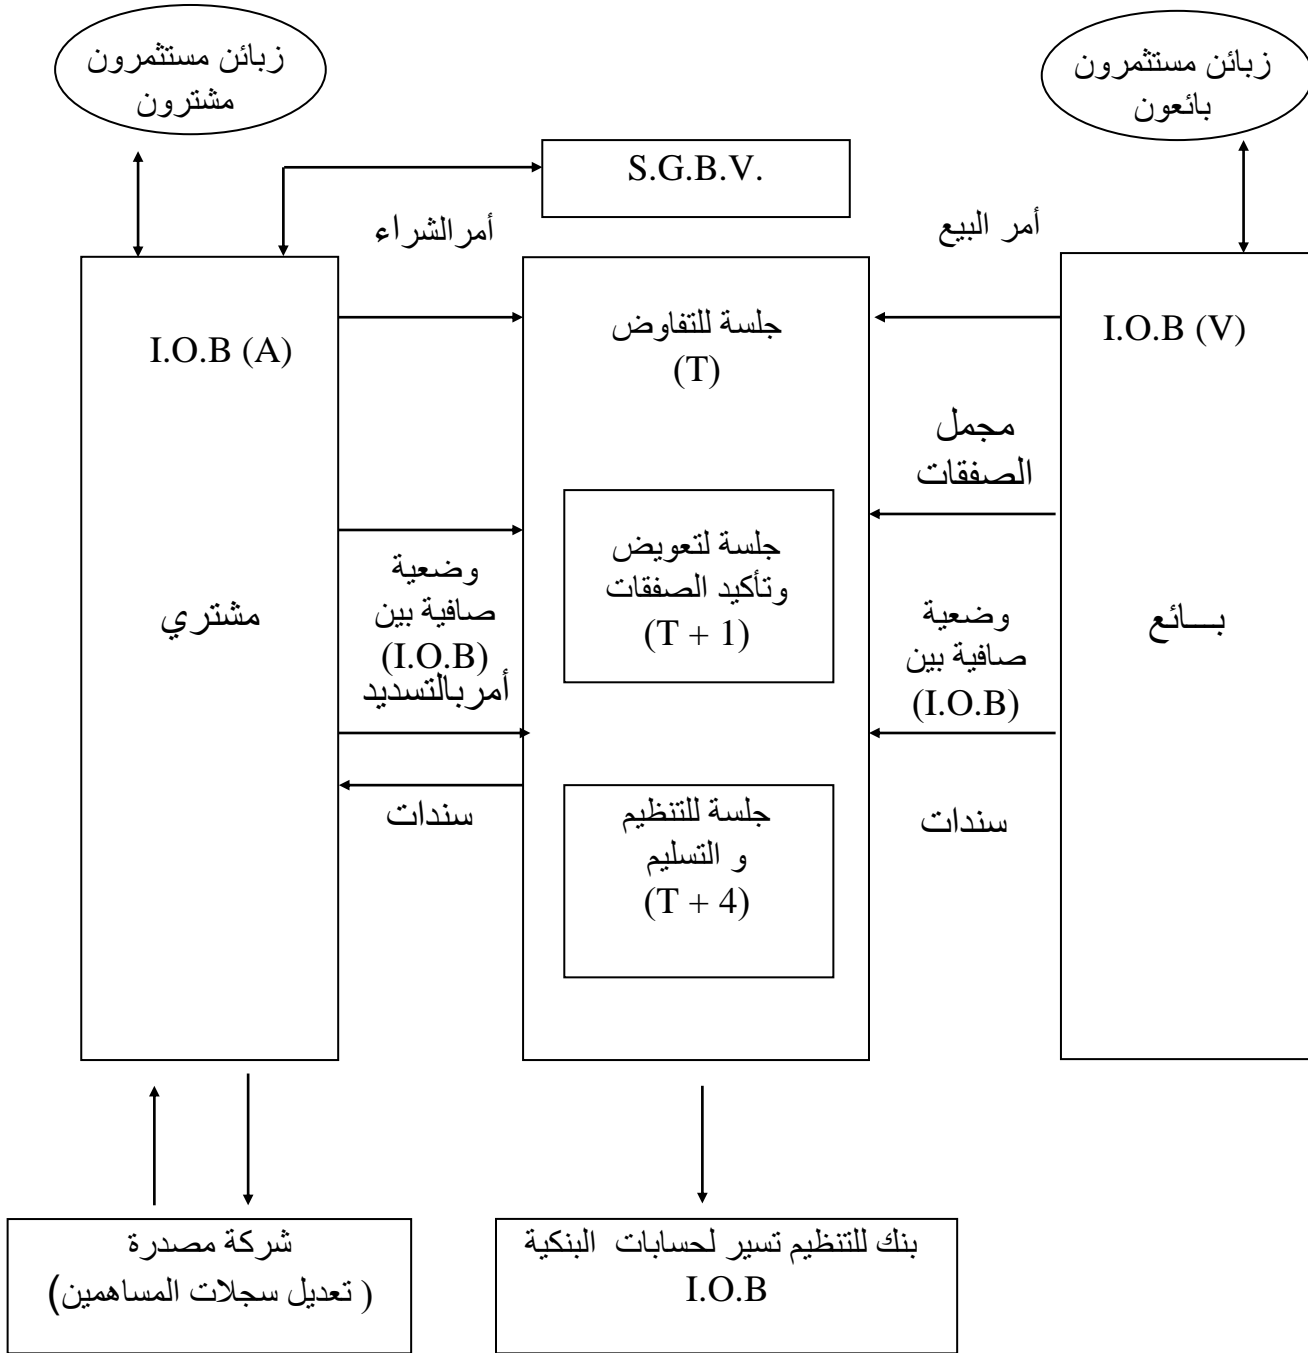 زبائن مستثمرون
بائعون
زبائن مستثمرون
مشترون
S.G.B.V.
أمر البيع
أمرالشراء
I.O.B (V)
بـــائع
جلسة للتفاوض
(T)
I.O.B (A)
مشتري
مجمل
الصفقات
جلسة لتعويض
وتأكيد الصفقات
(T + 1)
وضعية
صافية بين
(I.O.B)
وضعية
صافية بين
(I.O.B)
أمربالتسديد
سندات
جلسة للتنظيم
و التسليم
(T + 4)
سندات
بنك للتنظيم تسير لحسابات البنكية
I.O.B
شركة مصدرة
( تعديل سجلات المساهمين)